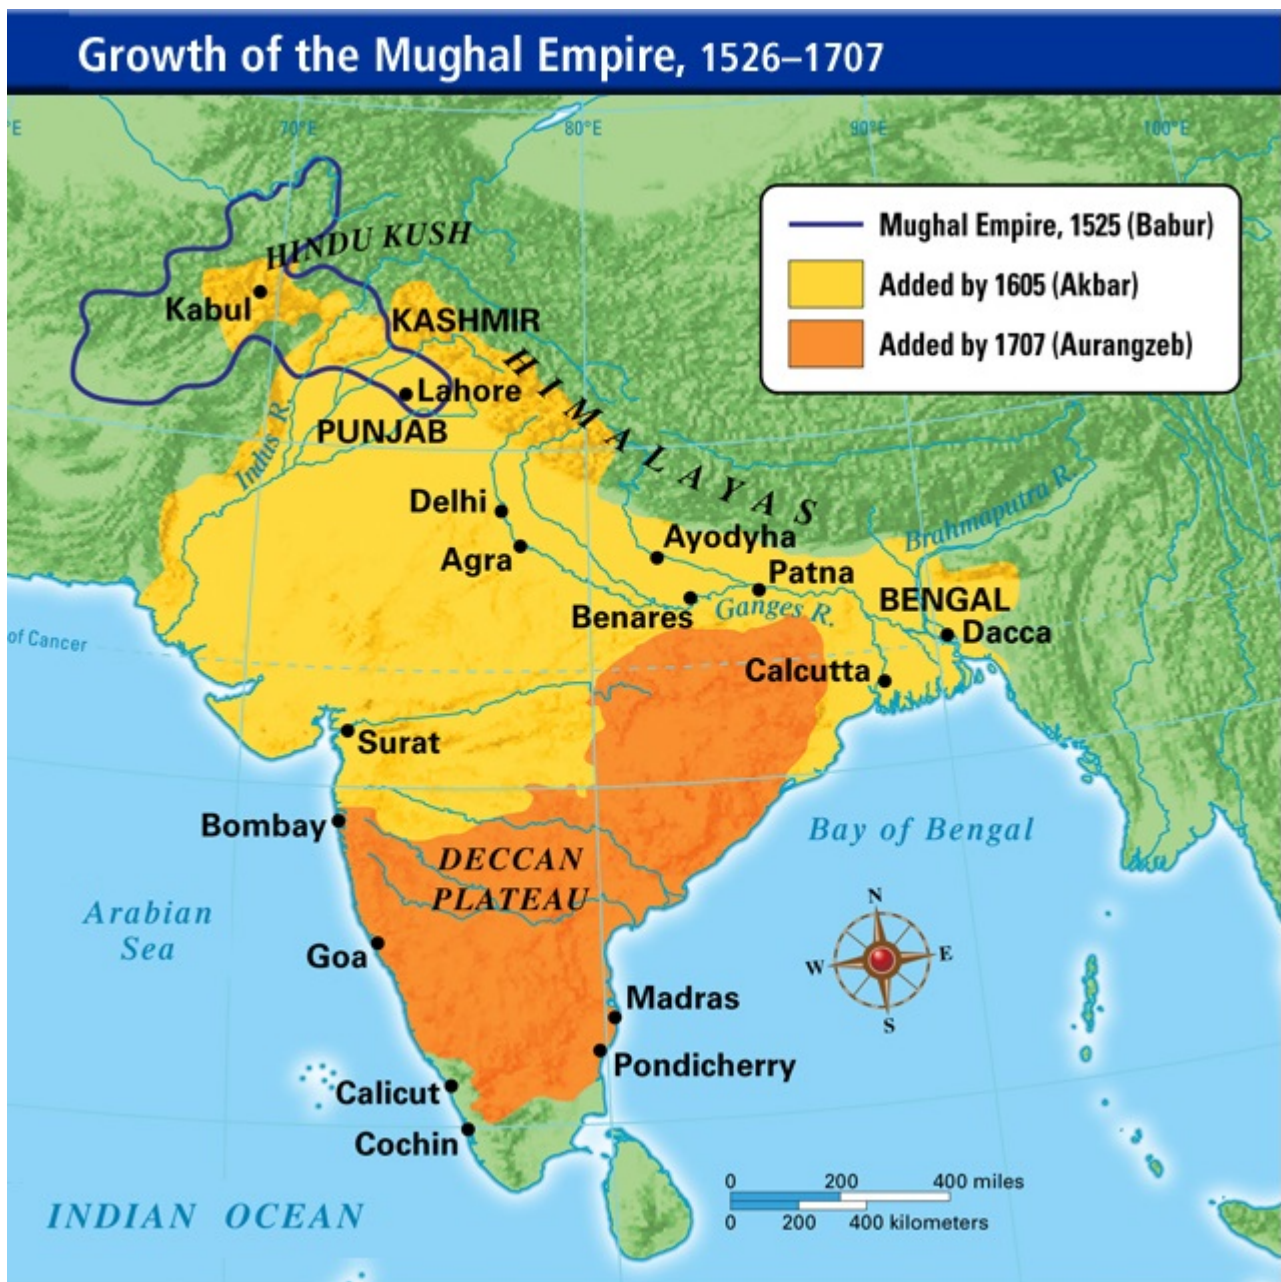 Growth of the Mughal Empire, 1526–1707
°E
70°E
80°E
90°E
100°E
Mughal Empire, 1525 (Babur)
Added by 1605 (Akbar)
Added by 1707 (Aurangzeb)
HINDU KUSH
Kabul
KASHMIR
HIMALAYAS
Lahore
PUNJAB
Indus R.
Delhi
Agra
Ayodyha
Brahmaputra R.
Patna
Benares
Ganges R.
BENGAL
Dacca
of Cancer
Calcutta
Surat
Bombay
Bay of Bengal
DECCAN
PLATEAU
Arabian
Sea
Goa
N
W
E
S
Madras
Pondicherry
Calicut
Cochin
0 200 400 miles
0 200 400 kilometers
INDIAN OCEAN